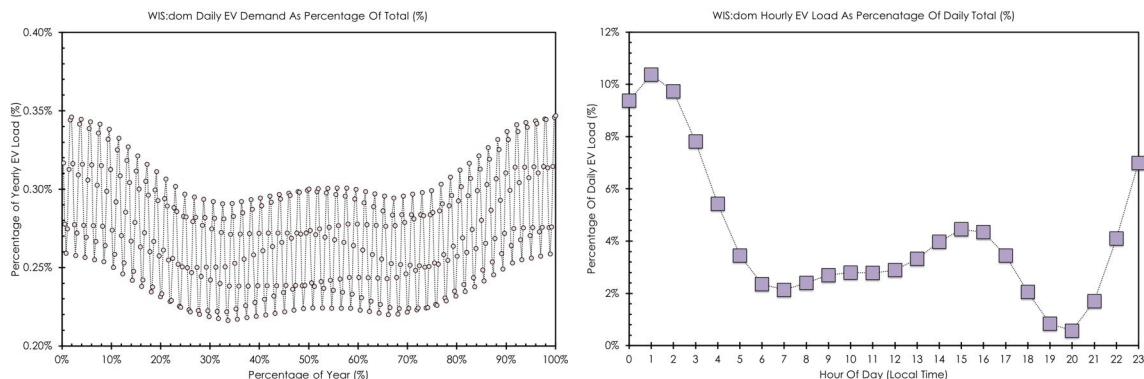 WIS:dom Daily EV Demand As Percentage Of Total (%)
Percentage of Yearly EV Load (%)
0.40%
0.35%
0.30%
0.25%
0.20%
0% 10% 20% 30% 40% 50% 60% 70% 80% 90% 100%
Percentage of Year (%)
WIS:dom Hourly EV Load As Percenatage Of Daily Total (%)
Percentage Of Daily EV Load (%)
12%
10%
8%
6%
4%
2%
0%
0 1 2 3 4 5 6 7 8 9 10 11 12 13 14 15 16 17 18 19 20 21 22 23
Hour Of Day (Local Time)